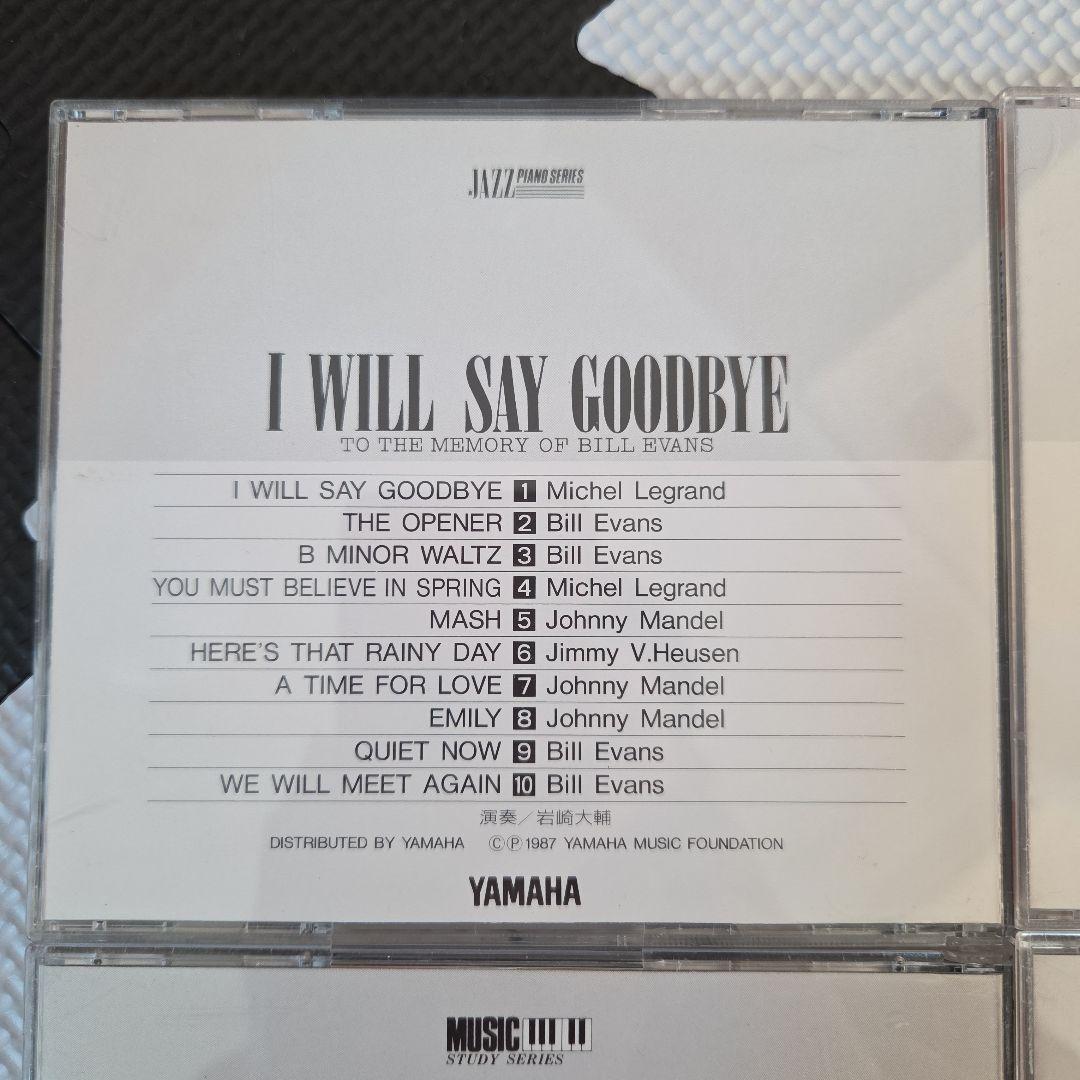 JAZZ PIANO SERIES
I WILL SAY GOODBYE
TO THE MEMORY OF BILL EVANS
I WILL SAY GOODBYE 1 Michel Legrand
THE OPENER 2 Bill Evans
B MINOR WALTZ 3 Bill Evans
YOU MUST BELIEVE IN SPRING 4 Michel Legrand
MASH 5 Johnny Mandel
HERE'S THAT RAINY DAY 6 Jimmy V.Heusen
A TIME FOR LOVE 7 Johnny Mandel
EMILY 8 Johnny Mandel
QUIET NOW 9 Bill Evans
WE WILL MEET AGAIN 10 Bill Evans
演奏／岩崎大輔
DISTRIBUTED BY YAMAHA ⒸⓅ1987 YAMAHA MUSIC FOUNDATION
YAMAHA
MUSIC
STUDY SERIES